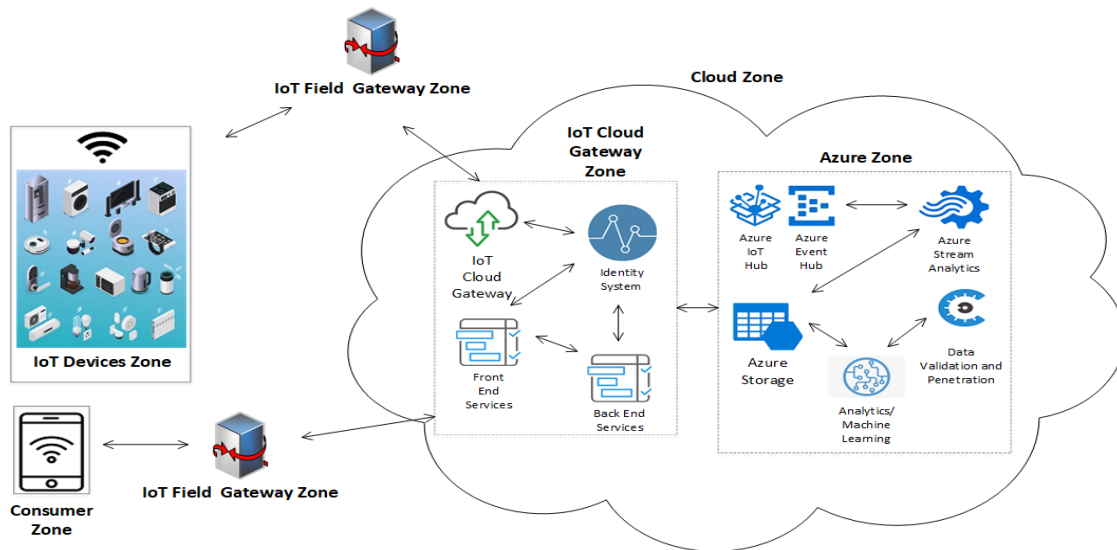 IoT Field  Gateway Zone
Cloud Zone
IoT Cloud
Gateway
Zone
Azure Zone
IoT
Cloud
Gateway
Identity
System
Azure
IoT
Hub
Azure
Event
Hub
Azure
Stream
Analytics
IoT Devices Zone
Front
End
Services
Back End
Services
Azure
Storage
Analytics/
Machine
Learning
Data
Validation and
Penetration
Consumer
Zone
IoT Field  Gateway Zone